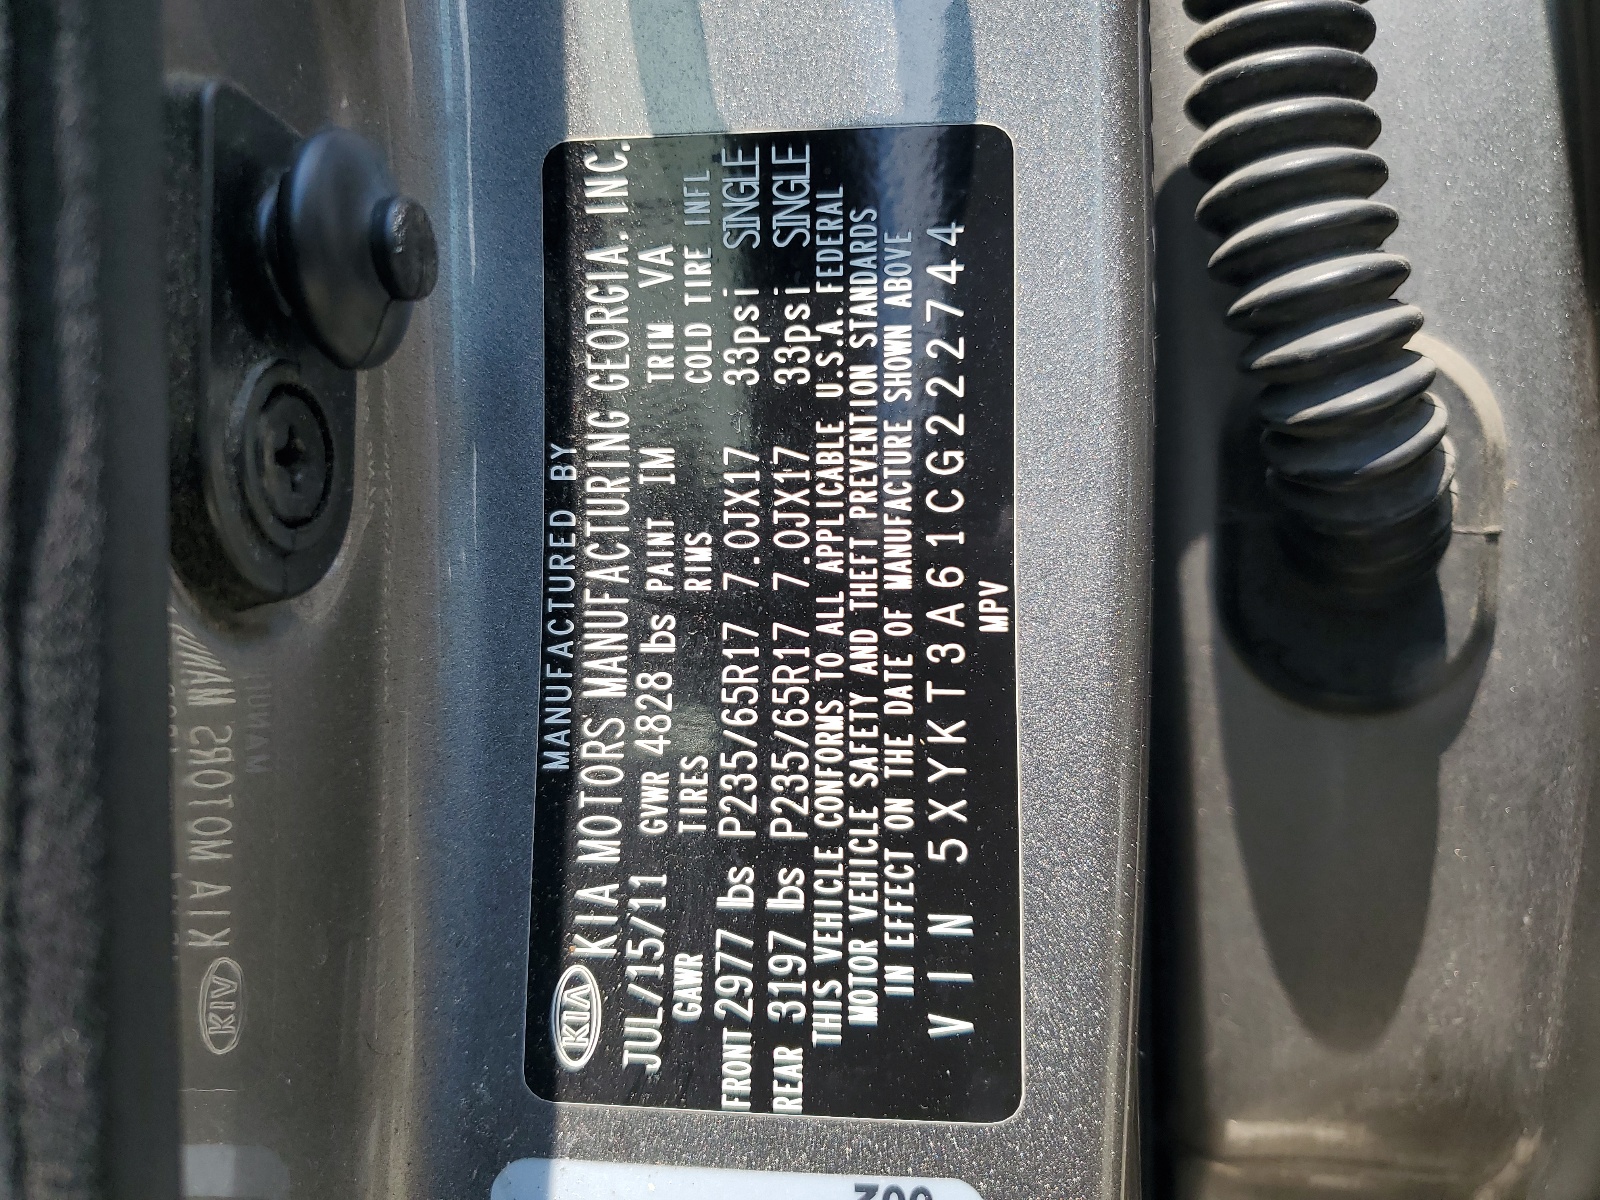 MANUFACTURED BY
KIA KIA MOTORS MANUFACTURING GEORGIA, INC.
JUL/15/11 GVWR 4828 lbs PAINT IM TRIM VA
GAWR TIRES RIMS COLD TIRE INFL
FRONT 2977 lbs P235/65R17 7.0JX17 33psi SINGLE
REAR 3197 lbs P235/65R17 7.0JX17 33psi SINGLE
THIS VEHICLE CONFORMS TO ALL APPLICABLE U.S.A. FEDERAL
MOTOR VEHICLE SAFETY AND THEFT PREVENTION STANDARDS
IN EFFECT ON THE DATE OF MANUFACTURE SHOWN ABOVE
VIN 5XYKT3A61CG222744
MPV
KIA KIA MOTORS MAN